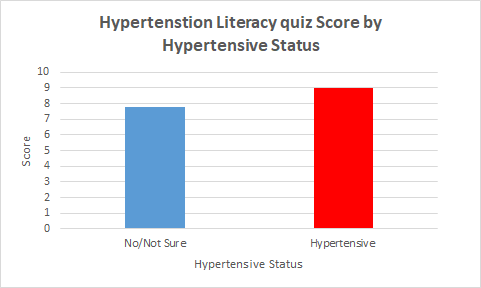 Hypertenstion Literacy quiz Score by
Hypertensive Status
10
9
8
7
6
5
4
3
2
1
0
Score
No/Not Sure
Hypertensive
Hypertensive Status